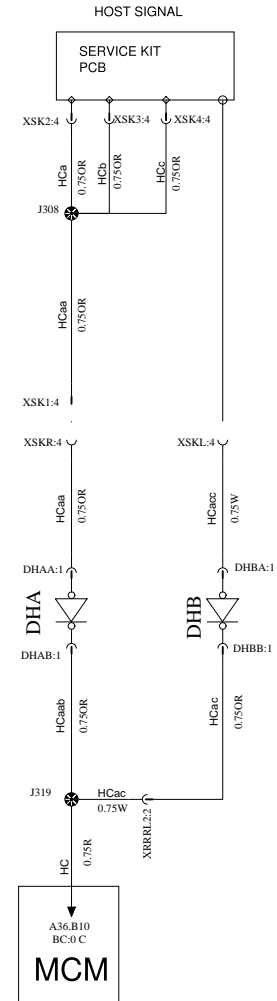 HOST SIGNAL
SERVICE KIT
PCB
XSK2:4
XSK3:4
XSK4:4
HCa
0.75OR
HCb
0.75OR
HCc
0.75OR
J308
HCaa
0.75OR
XSK1:4
XSKR:4
XSKL:4
HCaa
0.75OR
HCacc
0.75W
DHAA:1
DHBA:1
DHA
DHB
DHAB:1
DHBB:1
HCaab
0.75OR
HCac
0.75OR
J319
HCac
0.75W
XRRRL2:2
HC
0.75R
A36.B10
BC:0 C
MCM